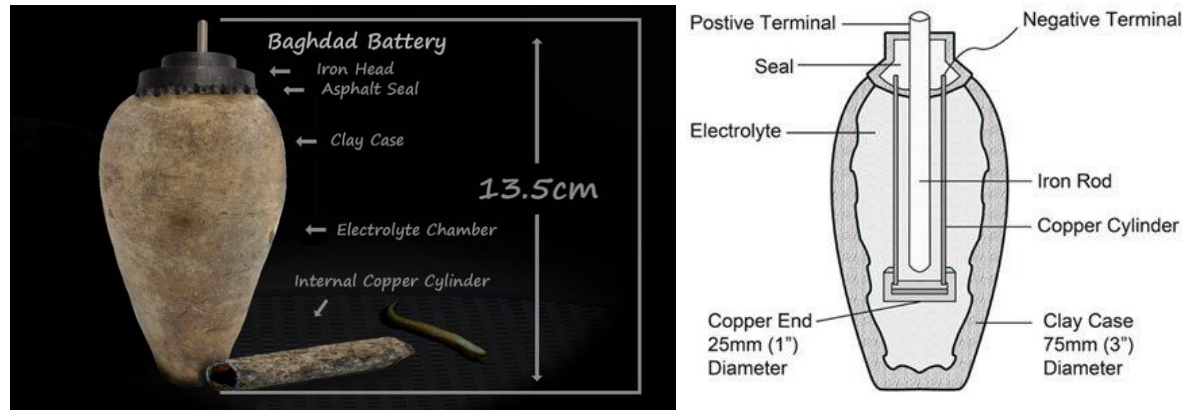 Baghdad Battery
Iron Head
Asphalt Seal
Clay Case
13.5cm
Electrolyte Chamber
Internal Copper Cylinder
Postive Terminal
Negative Terminal
Seal
Electrolyte
Iron Rod
Copper Cylinder
Copper End
25mm (1”)
Diameter
Clay Case
75mm (3”)
Diameter